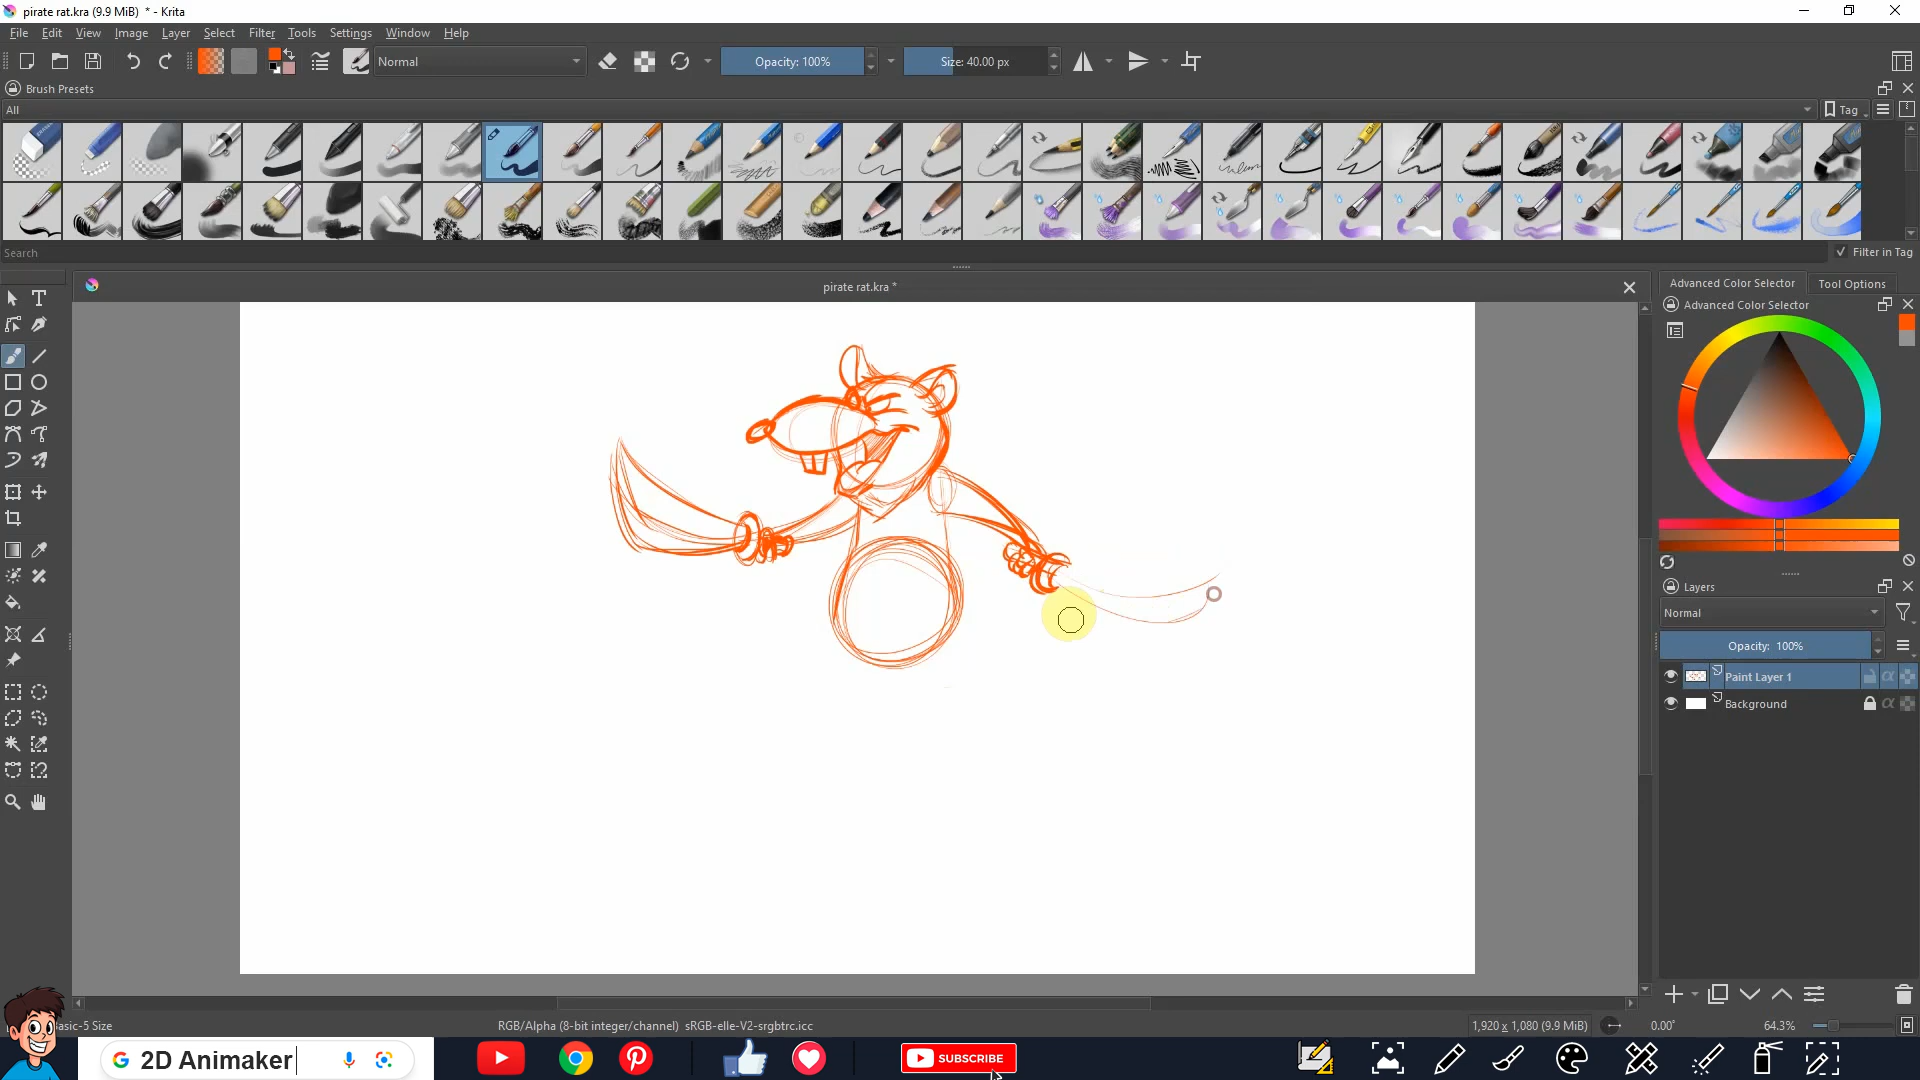 pirate rat.kra (9.9 MiB) * - Krita
File Edit View Image Layer Select Filter Tools Settings Window Help
Normal
Opacity: 100%
Size: 40.00 px
Brush Presets
All
Tag
Search
Filter in Tag
pirate rat.kra *
Advanced Color Selector
Tool Options
Advanced Color Selector
Layers
Normal
Opacity: 100%
Paint Layer 1
Background
asic-5 Size
RGB/Alpha (8-bit integer/channel) sRGB-elle-V2-srgbtrc.icc
1,920 x 1,080 (9.9 MiB)
0.00°
64.3%
2D Animaker
SUBSCRIBE